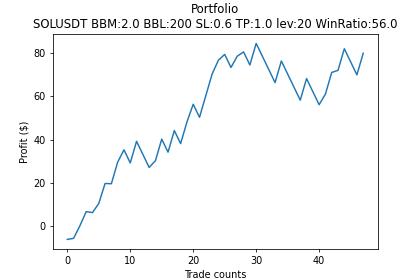 Portfolio
SOLUSDT BBM:2.0 BBL:200 SL:0.6 TP:1.0 lev:20 WinRatio:56.0
Profit ($)
80
60
40
20
0
0 10 20 30 40
Trade counts